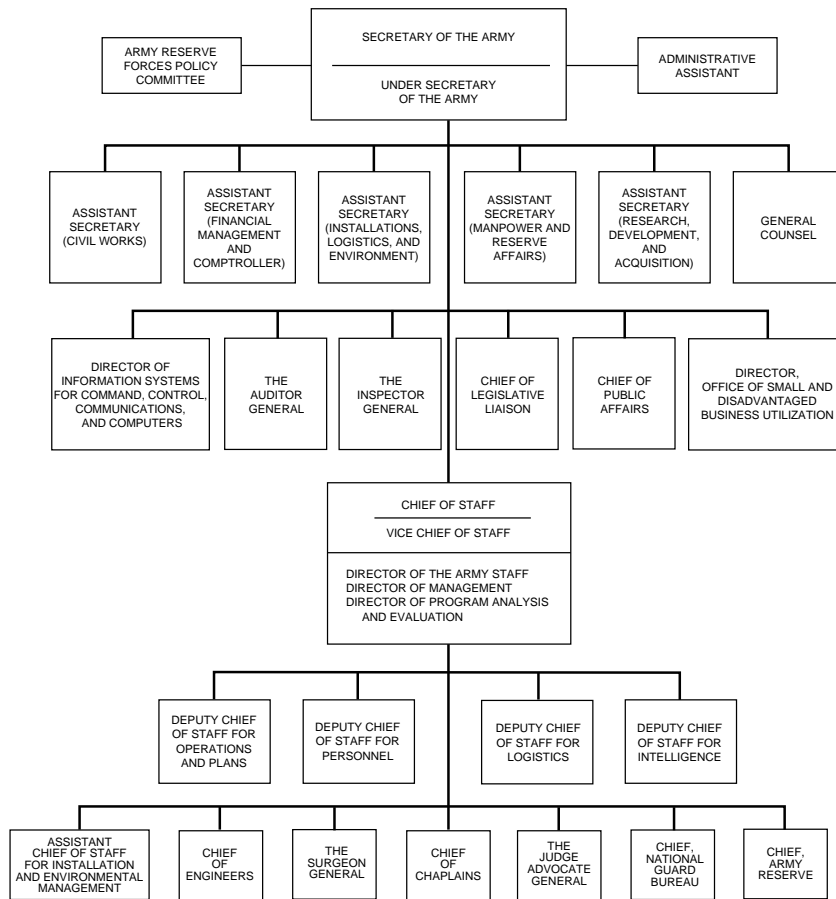 ARMY RESERVE
FORCES POLICY
COMMITTEE
SECRETARY OF THE ARMY
UNDER SECRETARY
OF THE ARMY
ADMINISTRATIVE
ASSISTANT
ASSISTANT
SECRETARY
(CIVIL WORKS)
ASSISTANT
SECRETARY
(FINANCIAL
MANAGEMENT
AND
COMPTROLLER)
ASSISTANT
SECRETARY
(INSTALLATIONS,
LOGISTICS, AND
ENVIRONMENT)
ASSISTANT
SECRETARY
(MANPOWER AND
RESERVE
AFFAIRS)
ASSISTANT
SECRETARY
(RESEARCH,
DEVELOPMENT,
AND
ACQUISITION)
GENERAL
COUNSEL
DIRECTOR OF
INFORMATION SYSTEMS
FOR COMMAND, CONTROL,
COMMUNICATIONS,
AND COMPUTERS
THE
AUDITOR
GENERAL
THE
INSPECTOR
GENERAL
CHIEF OF
LEGISLATIVE
LIAISON
CHIEF OF
PUBLIC
AFFAIRS
DIRECTOR,
OFFICE OF SMALL AND
DISADVANTAGED
BUSINESS UTILIZATION
CHIEF OF STAFF
VICE CHIEF OF STAFF
DIRECTOR OF THE ARMY STAFF
DIRECTOR OF MANAGEMENT
DIRECTOR OF PROGRAM ANALYSIS
AND EVALUATION
DEPUTY CHIEF
OF STAFF FOR
OPERATIONS
AND PLANS
DEPUTY CHIEF
OF STAFF FOR
PERSONNEL
DEPUTY CHIEF
OF STAFF FOR
LOGISTICS
DEPUTY CHIEF
OF STAFF FOR
INTELLIGENCE
ASSISTANT
CHIEF OF STAFF
FOR INSTALLATION
AND ENVIRONMENTAL
MANAGEMENT
CHIEF
OF
ENGINEERS
THE
SURGEON
GENERAL
CHIEF
OF
CHAPLAINS
THE
JUDGE
ADVOCATE
GENERAL
CHIEF,
NATIONAL
GUARD
BUREAU
CHIEF,
ARMY
RESERVE